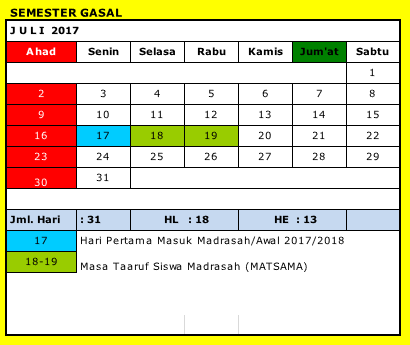 SEMESTER GASAL
JULI 2017
Ahad Senin Selasa Rabu Kamis Jum'at Sabtu
1
2 3 4 5 6 7 8
9 10 11 12 13 14 15
16 17 18 19 20 21 22
23 24 25 26 27 28 29
30 31
Jml. Hari : 31 HL : 18 HE : 13
17 Hari Pertama Masuk Madrasah/Awal 2017/2018
18-19 Masa Taaruf Siswa Madrasah (MATSAMA)